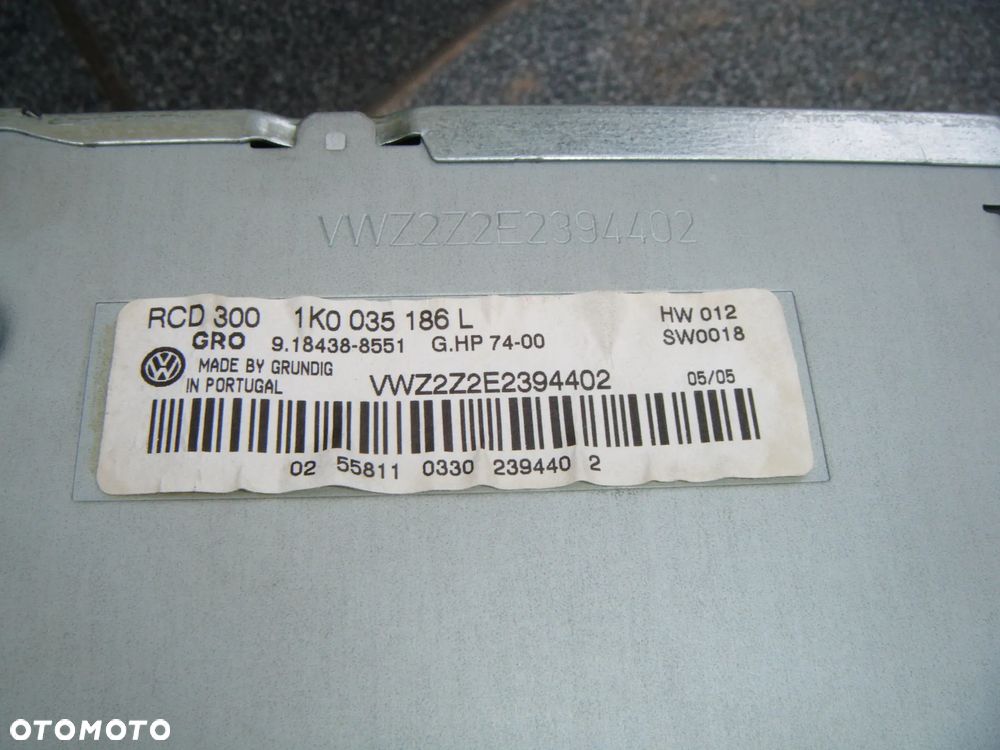 VWZ2Z2E2394402
RCD 300 1K0 035 186 L HW 012
GRO 9.18438-8551 G.HP 74-00 SW0018
MADE BY GRUNDIG
IN PORTUGAL VWZ2Z2E2394402 05/05
02 55811 0330 239440 2
OTOMOTO